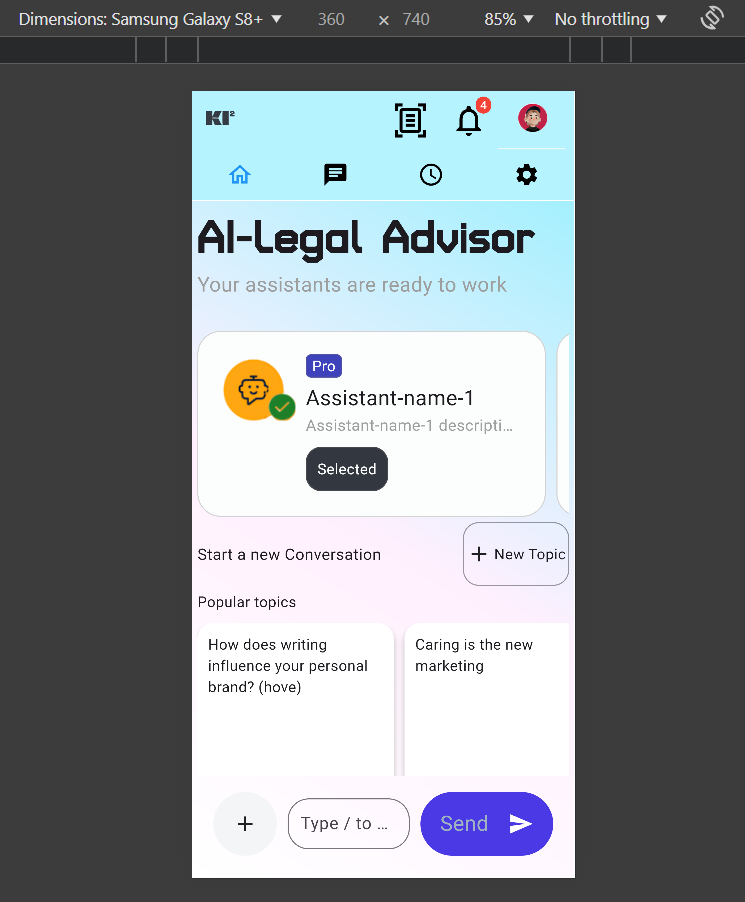 Dimensions: Samsung Galaxy S8+ 360 × 740 85% No throttling
KI²
4
AI-Legal Advisor
Your assistants are ready to work
Pro
Assistant-name-1
Assistant-name-1 descripti...
Selected
Start a new Conversation
+ New Topic
Popular topics
How does writing
influence your personal
brand? (hove)
Caring is the new
marketing
+ Type / to ... Send